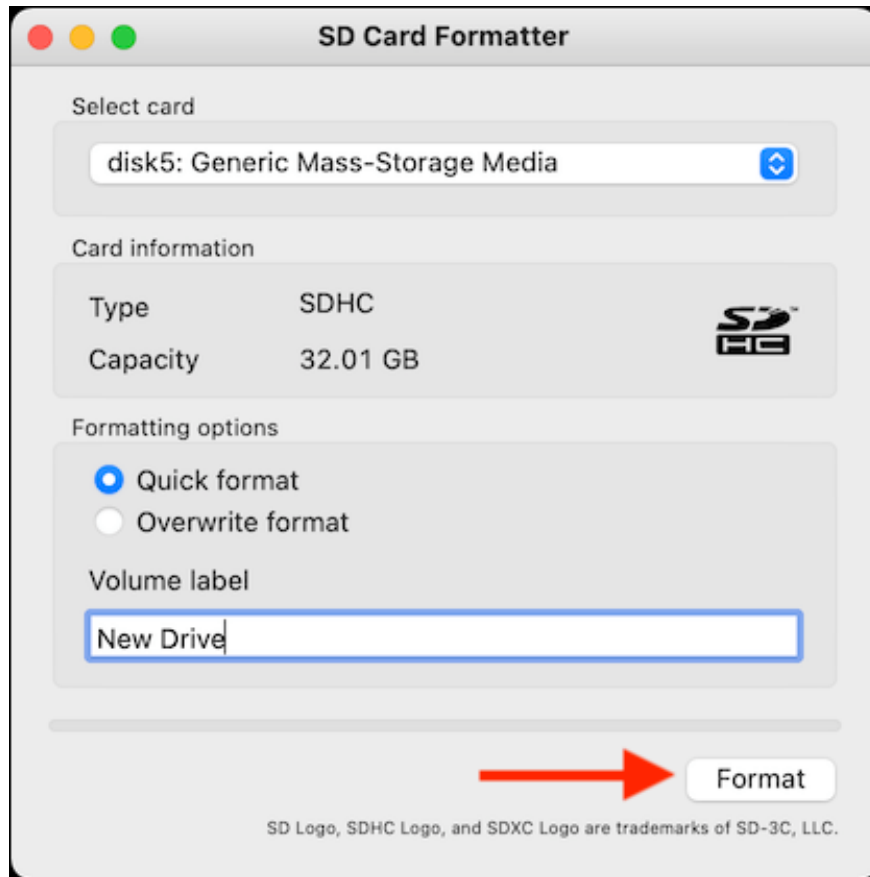 SD Card Formatter
Select card
disk5: Generic Mass-Storage Media
Card information
Type SDHC
Capacity 32.01 GB
SD™
HC
Formatting options
Quick format
Overwrite format
Volume label
New Drive
Format
SD Logo, SDHC Logo, and SDXC Logo are trademarks of SD-3C, LLC.